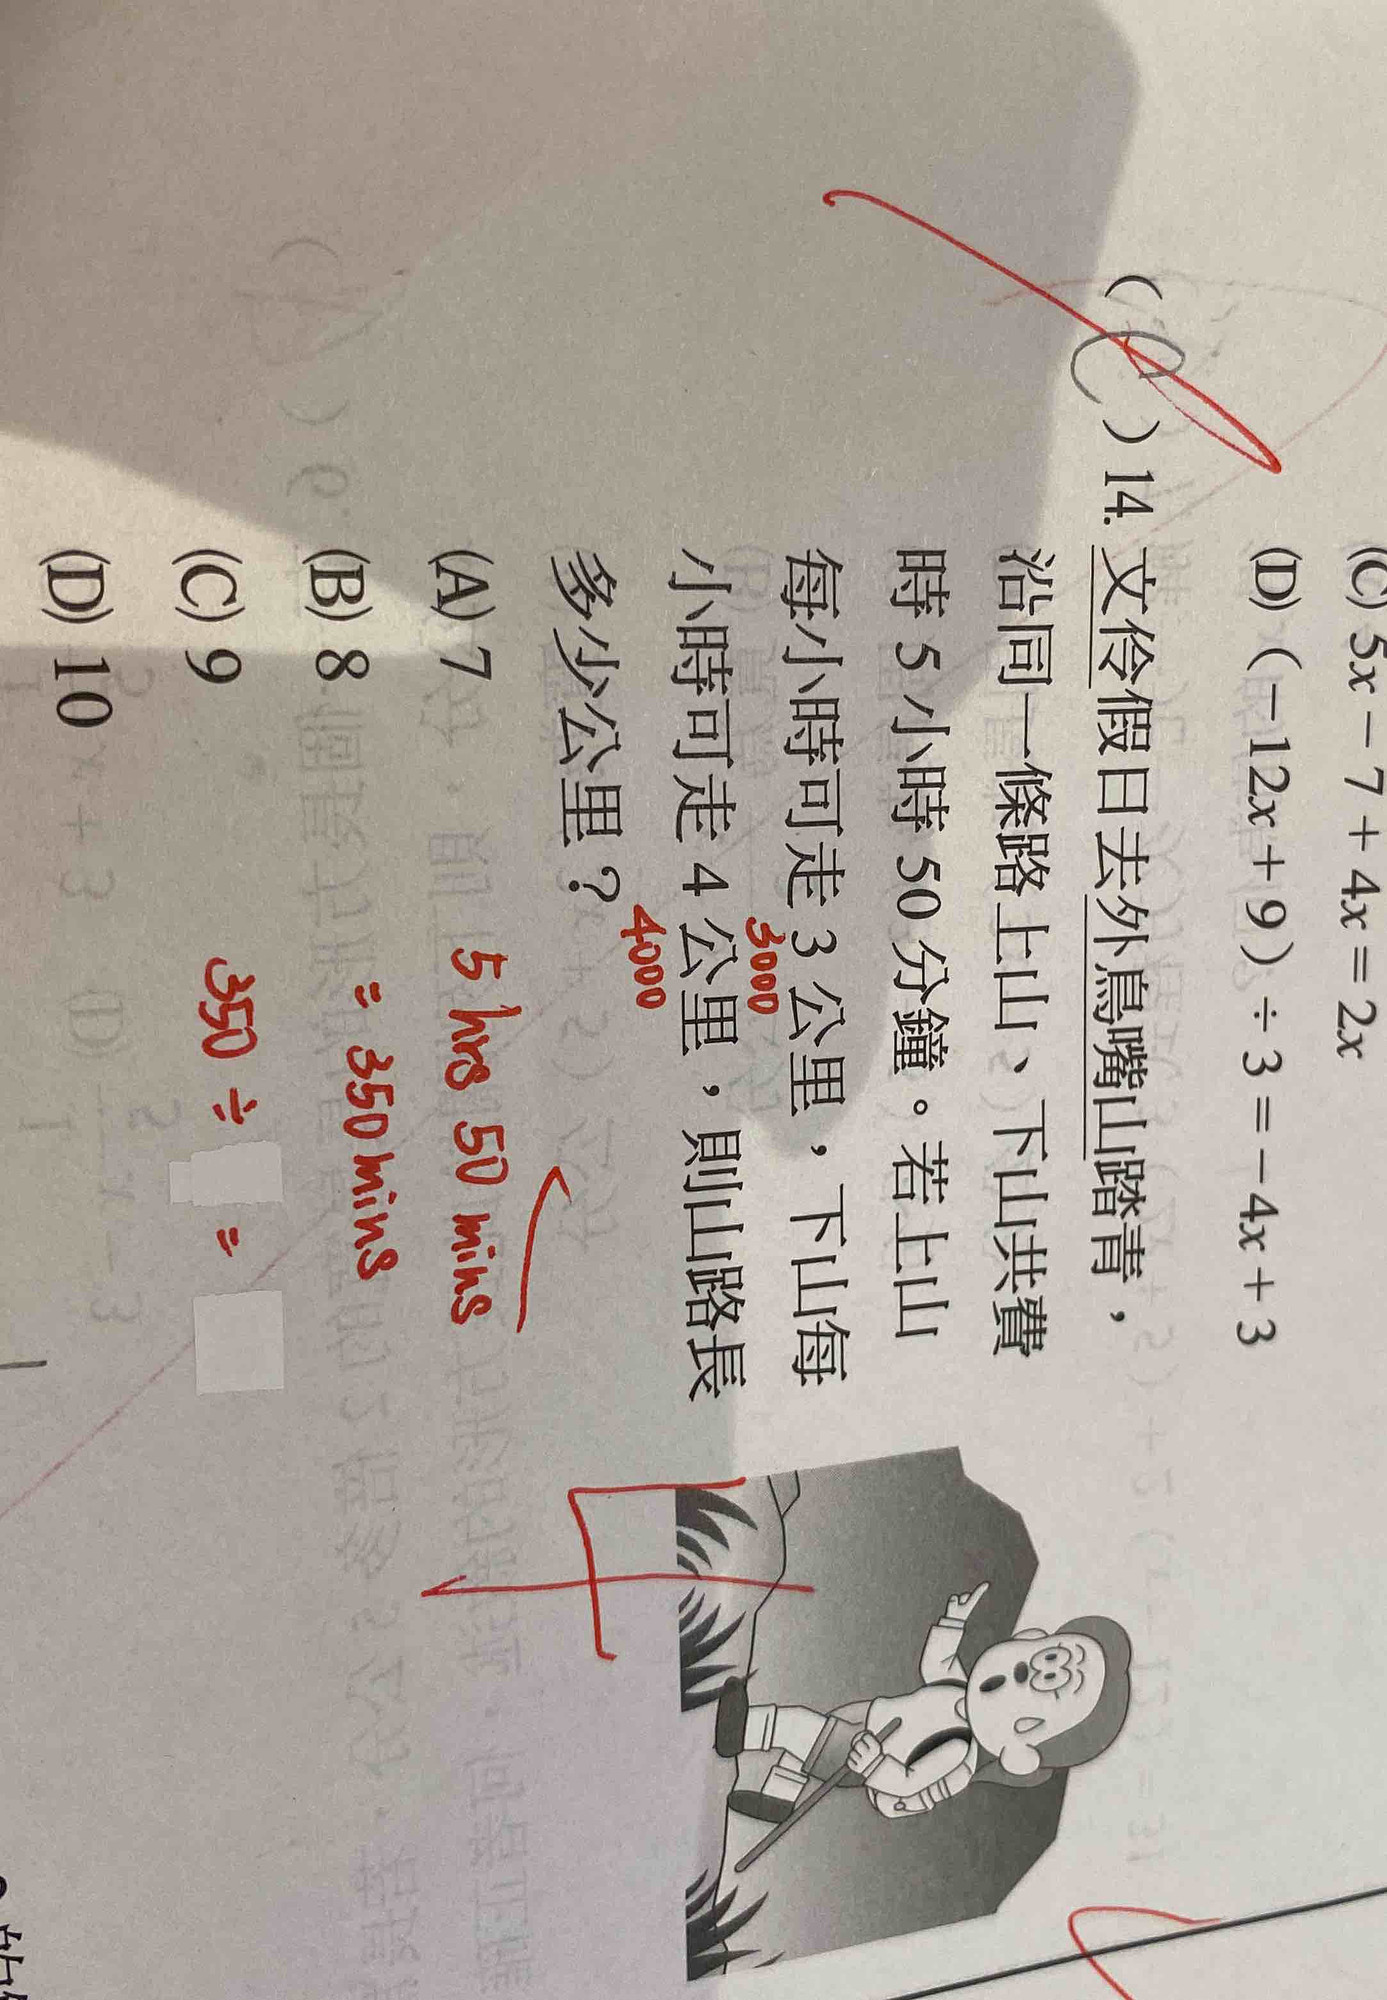 (C) 5x－7＋4x＝2x
(D)（－12x＋9）÷3＝－4x＋3
（C）14. 文伶假日去外鳥嘴山踏青，
沿同一條路上山、下山共費
時 5 小時 50 分鐘。若上山
每小時可走 3 公里，下山每
3000
小時可走 4 公里，則山路長
4000
多少公里？
(A) 7
5 hrs 50 mins
(B) 8
= 350 mins
(C) 9
350 ÷ =
(D) 10